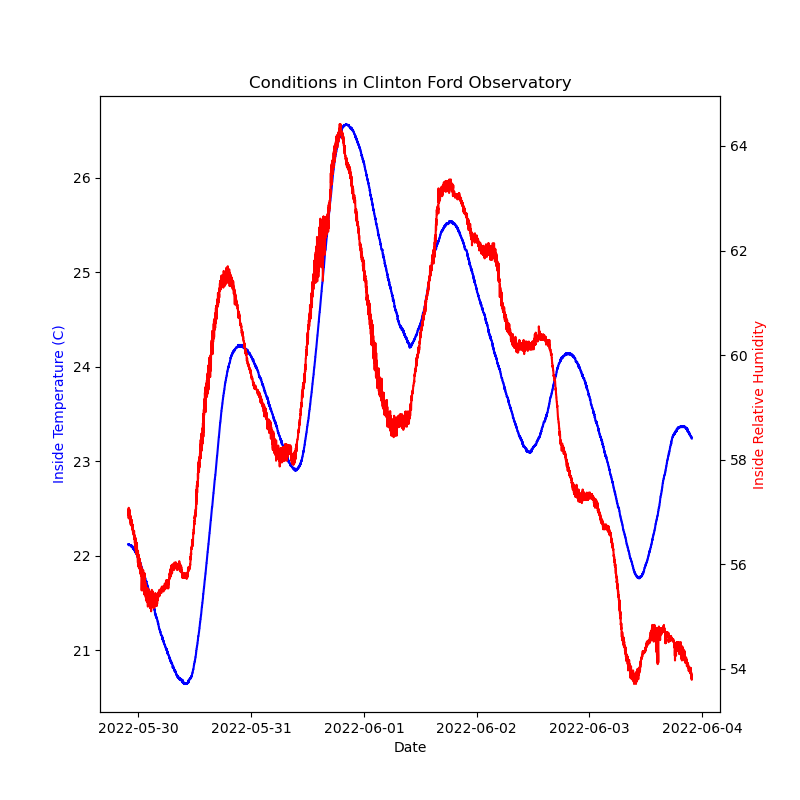 Conditions in Clinton Ford Observatory
26
25
24
23
22
21
Inside Temperature (C)
64
62
60
58
56
54
Inside Relative Humidity
2022-05-30 2022-05-31 2022-06-01 2022-06-02 2022-06-03 2022-06-04
Date